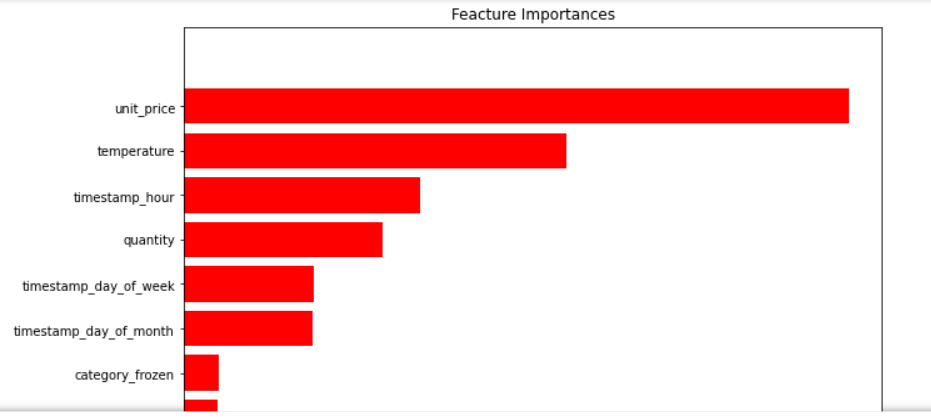 Feacture Importances
unit_price
temperature
timestamp_hour
quantity
timestamp_day_of_week
timestamp_day_of_month
category_frozen